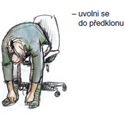 – uvolni se
do předklonu